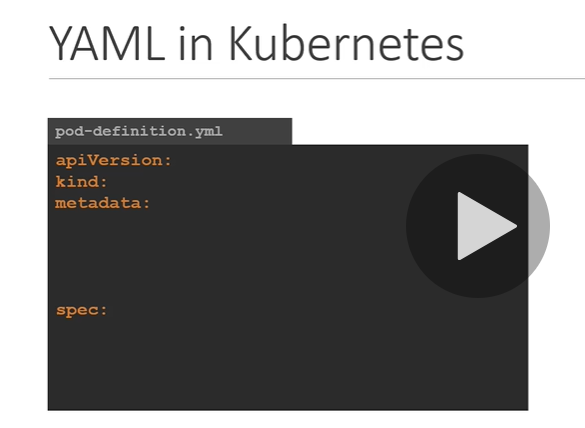 YAML in Kubernetes
pod-definition.yml
apiVersion:
kind:
metadata:
spec: